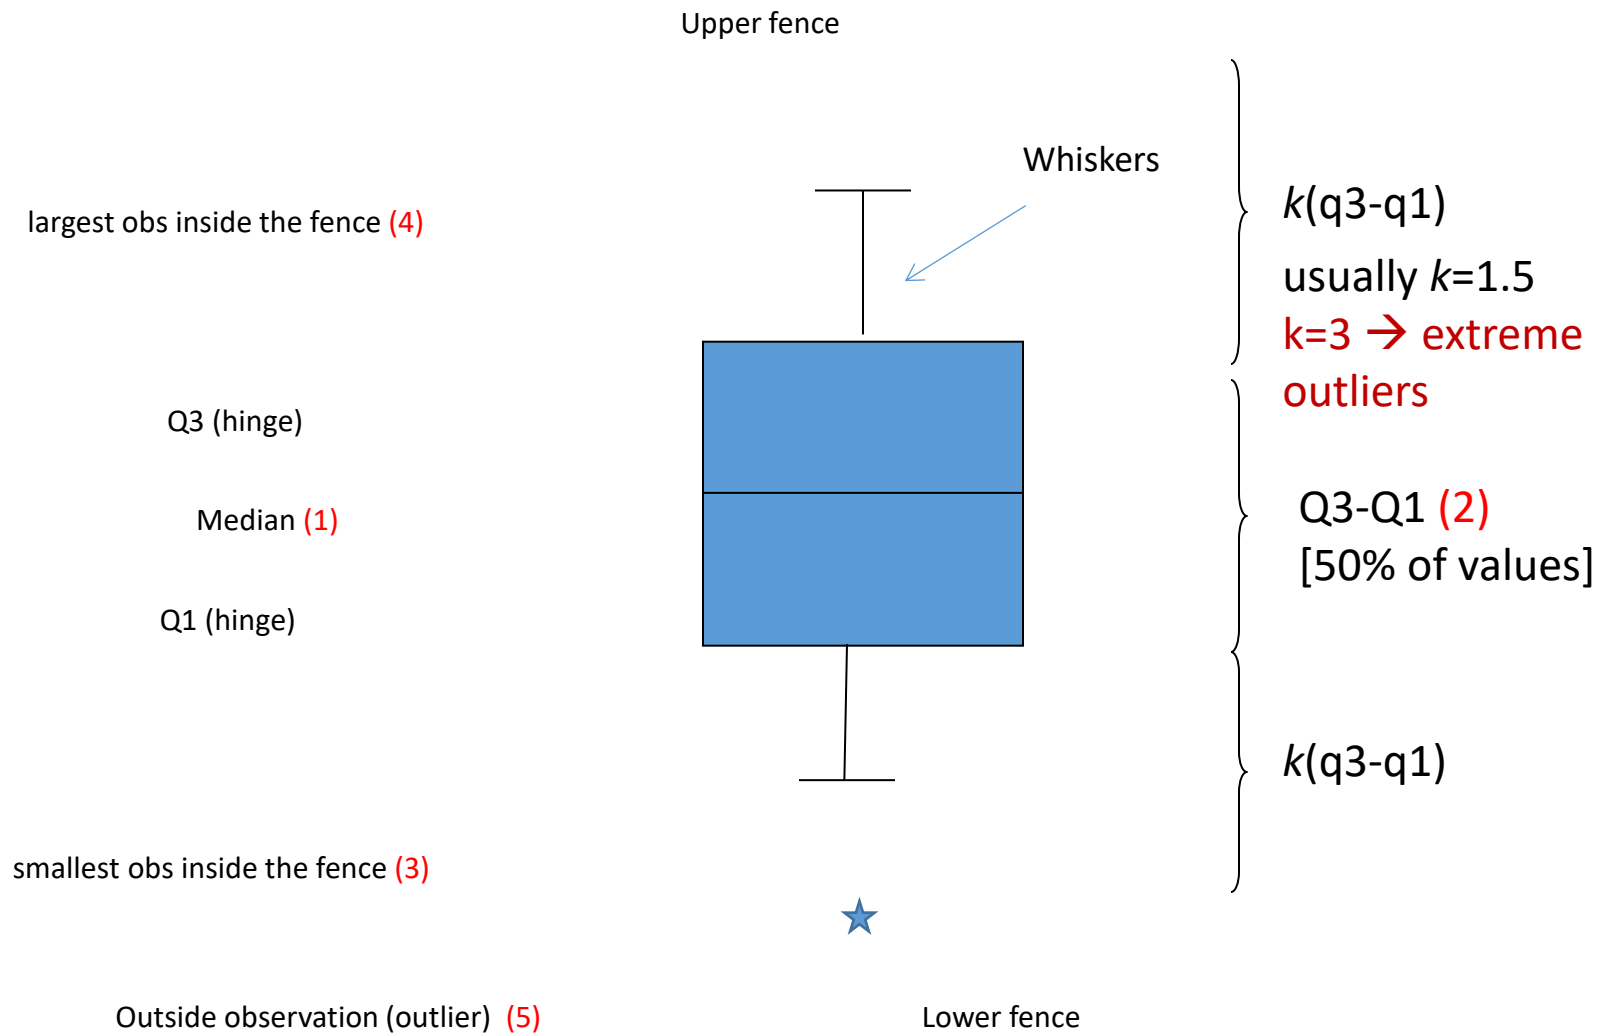 Upper fence
Whiskers
largest obs inside the fence (4)
k(q3-q1)
usually k=1.5
k=3 → extreme
outliers
Q3 (hinge)
Median (1)
Q3-Q1 (2)
[50% of values]
Q1 (hinge)
k(q3-q1)
smallest obs inside the fence (3)
Outside observation (outlier) (5)
Lower fence